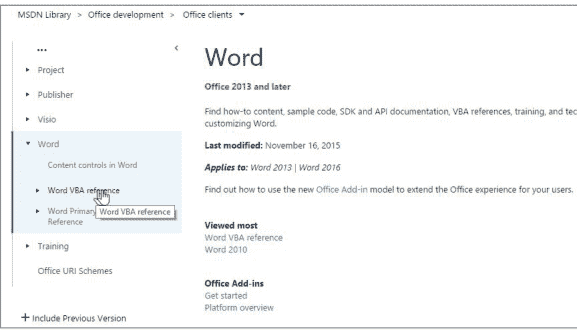 MSDN Library > Office development > Office clients
...
Project
Publisher
Visio
Word
Content controls in Word
Word VBA reference
Word VBA reference
Word Primary
Reference
Training
Office URI Schemes
+ Include Previous Version
Word
Office 2013 and later
Find how-to content, sample code, SDK and API documentation, VBA references, training, and tec
customizing Word.
Last modified: November 16, 2015
Applies to: Word 2013 | Word 2016
Find out how to use the new Office Add-in model to extend the Office experience for your users.
Viewed most
Word VBA reference
Word 2010
Office Add-ins
Get started
Platform overview